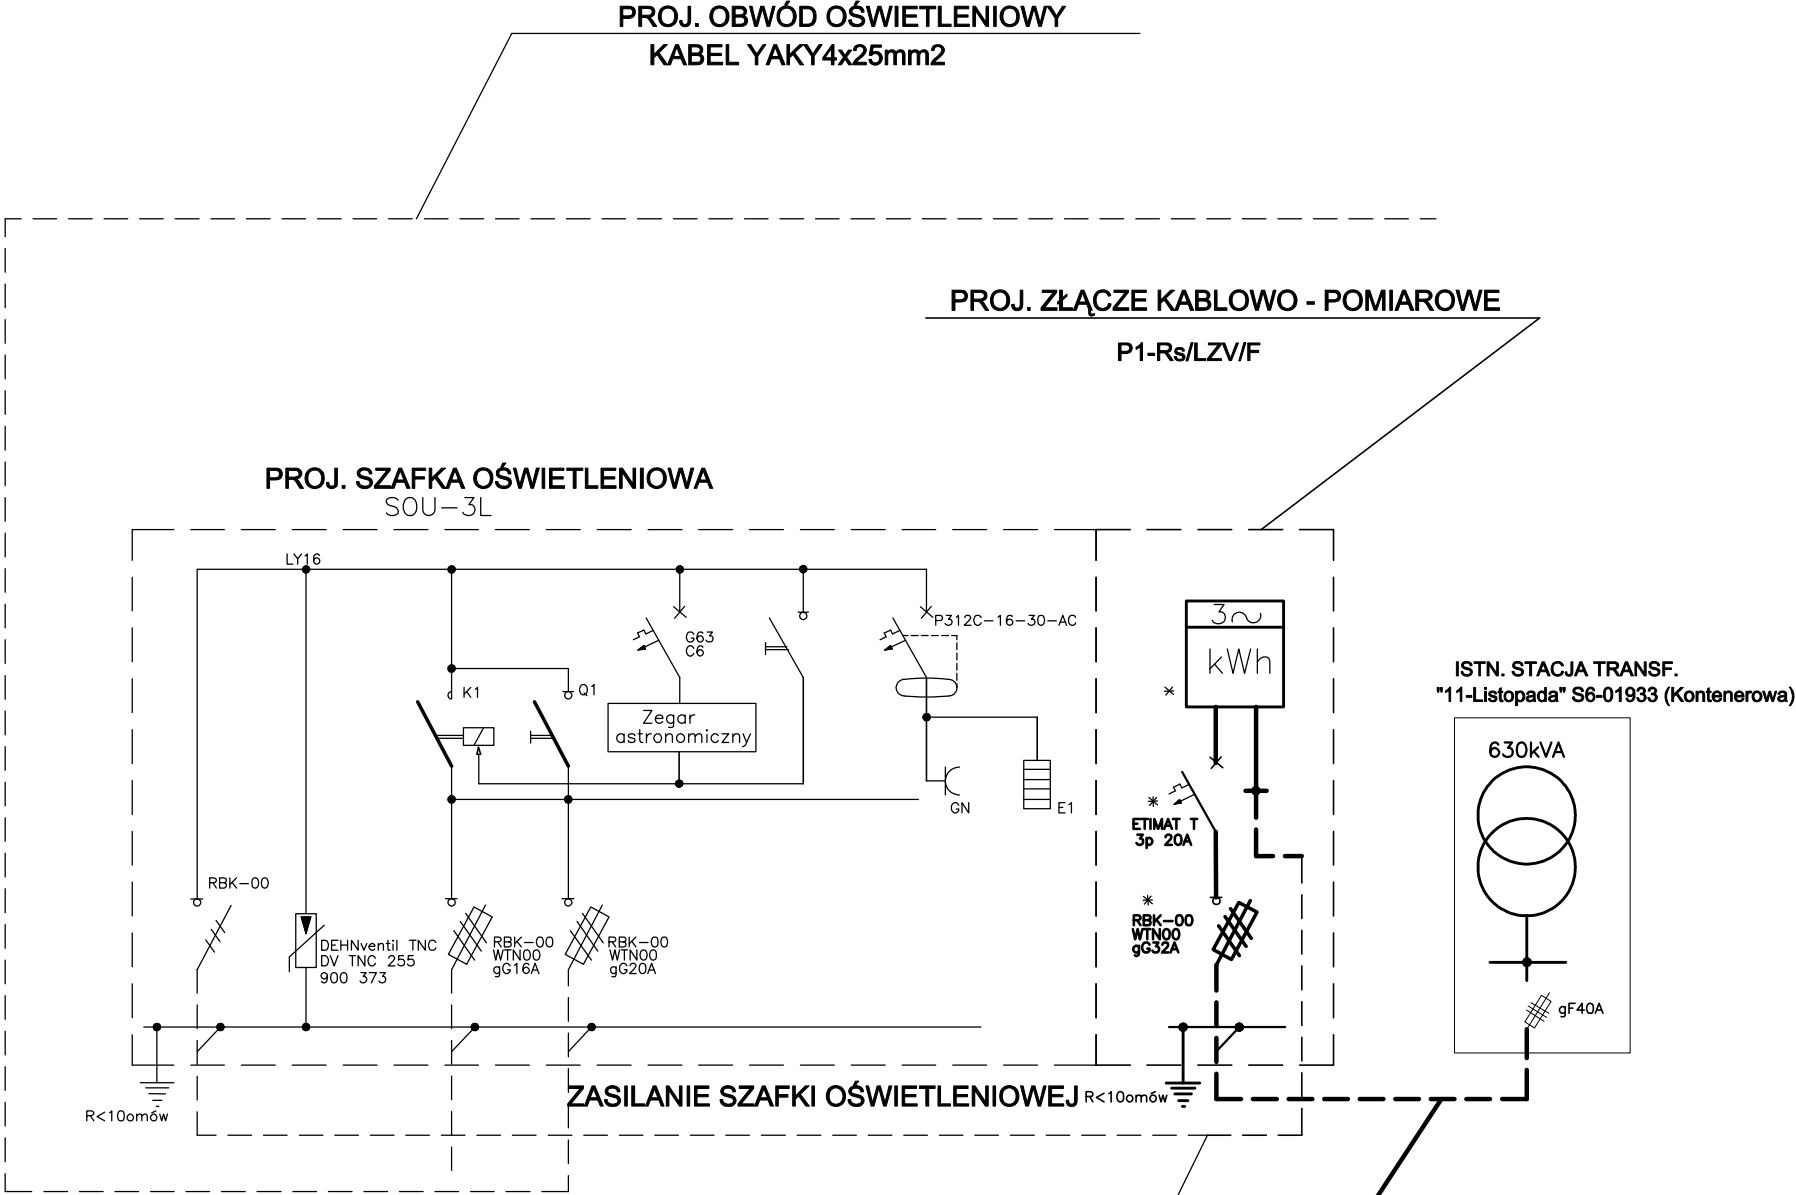 PROJ. OBWÓD OŚWIETLENIOWY
KABEL YAKY4x25mm2
PROJ. ZŁĄCZE KABLOWO - POMIAROWE
P1-Rs/LZV/F
PROJ. SZAFKA OŚWIETLENIOWA
SOU-3L
LY16
G63
C6
P312C-16-30-AC
3~
kWh
*
K1
Q1
Zegar
astronomiczny
GN
E1
*
ETIMAT T
3p 20A
ISTN. STACJA TRANSF.
"11-Listopada" S6-01933 (Kontenerowa)
630kVA
gF40A
RBK-00
DEHNventil TNC
DV TNC 255
900 373
RBK-00
WTN00
gG16A
RBK-00
WTN00
gG20A
*
RBK-00
WTN00
gG32A
R<10omów
ZASILANIE SZAFKI OŚWIETLENIOWEJ
R<10omów